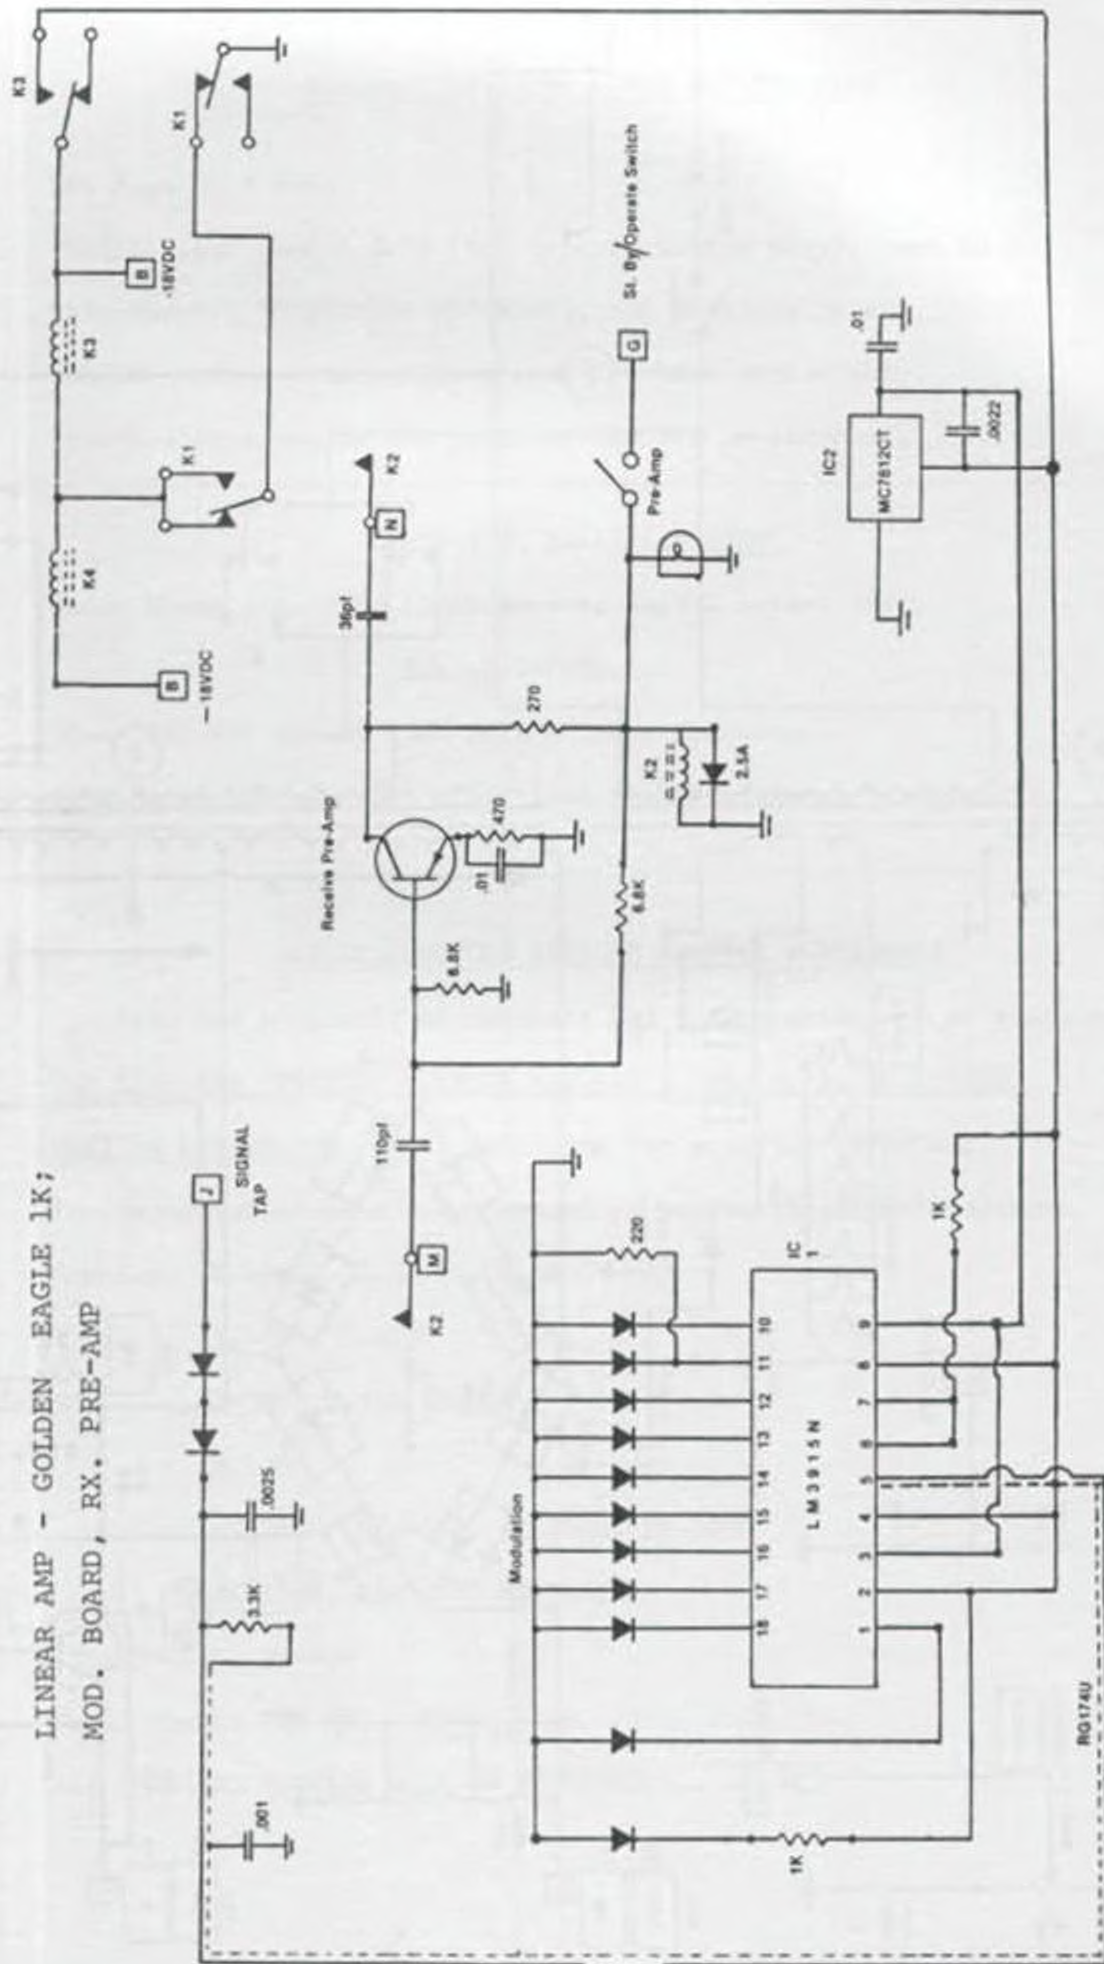 LINEAR AMP - GOLDEN EAGLE 1K;
MOD. BOARD, RX. PRE-AMP
J
SIGNAL
TAP
.001
3.3K
.0025
K4
K3
K1
B
— 18VDC
B
-18VDC
K3
K1
K2
M
110pf
6.8K
Receive Pre-Amp
.01
470
36pf
N
K2
270
6.8K
K2
2.5A
Pre-Amp
G
St. By/Operate Switch
Modulation
220
1K
18
17
16
15
14
13
12
11
10
IC
1
LM3915N
1
2
3
4
5
6
7
8
9
1K
IC2
MC7812CT
.01
.0022
RG174U